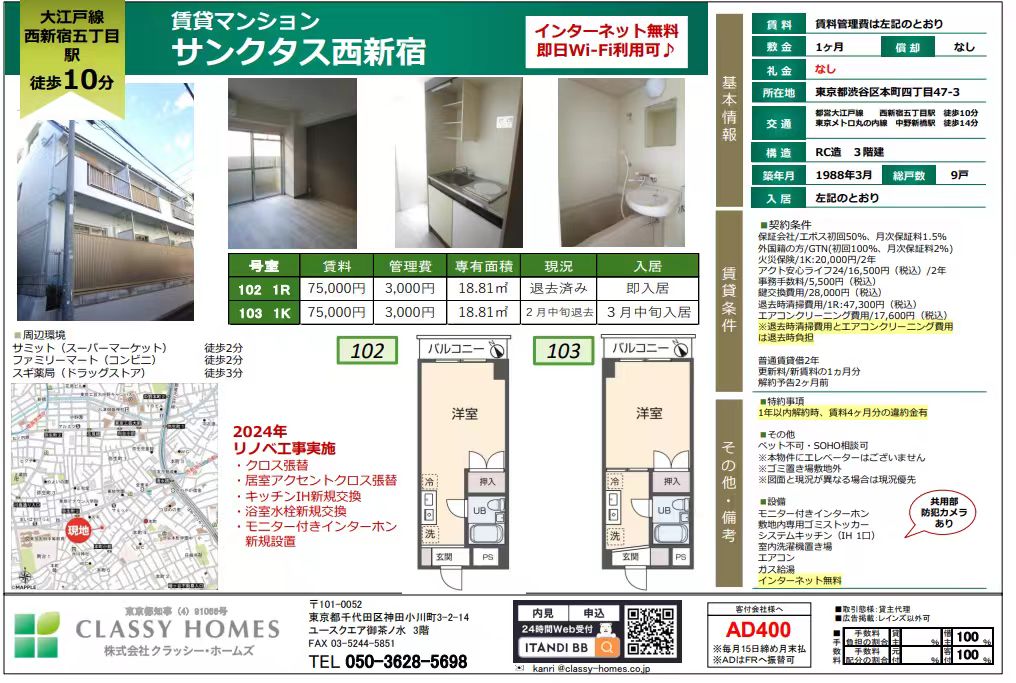 大江戸線
西新宿五丁目
駅
徒歩10分
賃貸マンション
サンクタス西新宿
インターネット無料
即日Wi-Fi利用可♪
号室 賃料 管理費 専有面積 現況 入居
102 1R 75,000円 3,000円 18.81㎡ 退去済み 即入居
103 1K 75,000円 3,000円 18.81㎡ 2月中旬退去 3月中旬入居
■周辺環境
サミット（スーパーマーケット） 徒歩2分
ファミリーマート（コンビニ） 徒歩2分
スギ薬局（ドラッグストア） 徒歩3分
現地
©MAPPLE
2024年
リノベ工事実施
・クロス張替
・居室アクセントクロス張替
・キッチンIH新規交換
・浴室水栓新規交換
・モニター付きインターホン
新規設置
102
バルコニー
洋室
冷
押入
UB
洗
玄関
PS
103
バルコニー
洋室
冷
押入
UB
洗
玄関
PS
基本情報
賃料 賃料管理費は左記のとおり
敷金 1ヶ月 償却 なし
礼金 なし
所在地 東京都渋谷区本町四丁目47-3
交通 都営大江戸線 西新宿五丁目駅 徒歩10分
東京メトロ丸の内線 中野新橋駅 徒歩14分
構造 RC造 3階建
築年月 1988年3月 総戸数 9戸
入居 左記のとおり
賃貸条件
■契約条件
保証会社/エポス初回50%、月次保証料1.5%
外国籍の方/GTN(初回100%、月次保証料2%)
火災保険/1K:20,000円/2年
アクト安心ライフ24/16,500円（税込）/2年
事務手数料/5,500円（税込）
鍵交換費用/28,000円（税込）
退去時清掃費用/1R:47,300円（税込）
エアコンクリーニング費用/17,600円（税込）
※退去時清掃費用とエアコンクリーニング費用
は退去時負担
普通賃貸借2年
更新料/新賃料の1ヵ月分
解約予告2ヶ月前
その他・備考
■特約事項
1年以内解約時、賃料4ヶ月分の違約金有
■その他
ペット不可・SOHO相談可
※本物件にエレベーターはございません
※ゴミ置き場敷地外
※図面と現況が異なる場合は現況優先
■設備
モニター付きインターホン
敷地内専用ゴミストッカー
システムキッチン（IH 1口）
室内洗濯機置き場
エアコン
ガス給湯
インターネット無料
共用部
防犯カメラ
あり
東京都知事（4）91066号
CLASSY HOMES
株式会社クラッシー・ホームズ
〒101-0052
東京都千代田区神田小川町3-2-14
ユースクエア御茶ノ水 3階
FAX 03-5244-5851
TEL 050-3628-5698
内見 申込
24時間Web受付
ITANDI BB
kanri@classy-homes.co.jp
客付会社様へ
AD400
※毎月15日締め月末払
※ADはFRへ振替可
■取引態様:貸主代理
■広告掲載:レインズ以外可
■手数料
手数料負担の割合 貸主 % 借主 100 %
手数料配分の割合 元付 % 客付 100 %